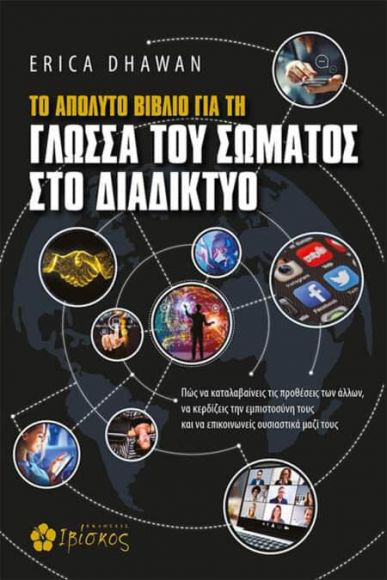 ERICA DHAWAN
ΤΟ ΑΠΟΛΥΤΟ ΒΙΒΛΙΟ ΓΙΑ ΤΗ
ΓΛΩΣΣΑ ΤΟΥ ΣΩΜΑΤΟΣ
ΣΤΟ ΔΙΑΔΙΚΤΥΟ
Πώς να καταλαβαίνεις τις προθέσεις των άλλων,
να κερδίζεις την εμπιστοσύνη τους
και να επικοινωνείς ουσιαστικά μαζί τους
ΕΚΔΟΣΕΙΣ
Ιβίσκος